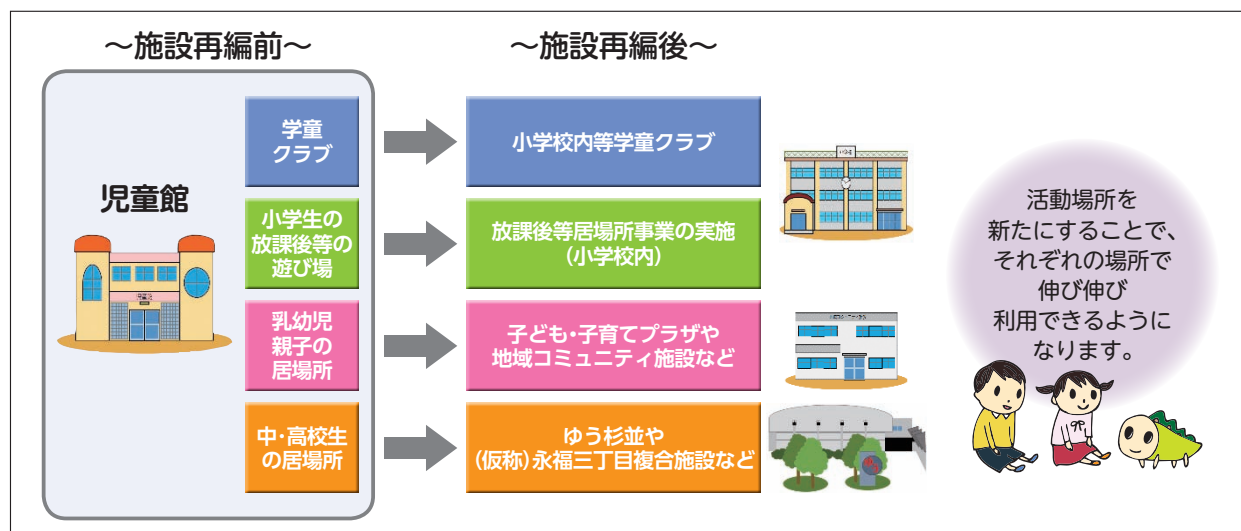 ～施設再編前～
～施設再編後～
児童館
学童
クラブ
小学校内等学童クラブ
小学生の
放課後等の
遊び場
放課後等居場所事業の実施
（小学校内）
乳幼児
親子の
居場所
子ども・子育てプラザや
地域コミュニティ施設など
中・高校生
の居場所
ゆう杉並や
（仮称）永福三丁目複合施設など
活動場所を
新たにすることで、
それぞれの場所で
伸び伸び
利用できるように
なります。